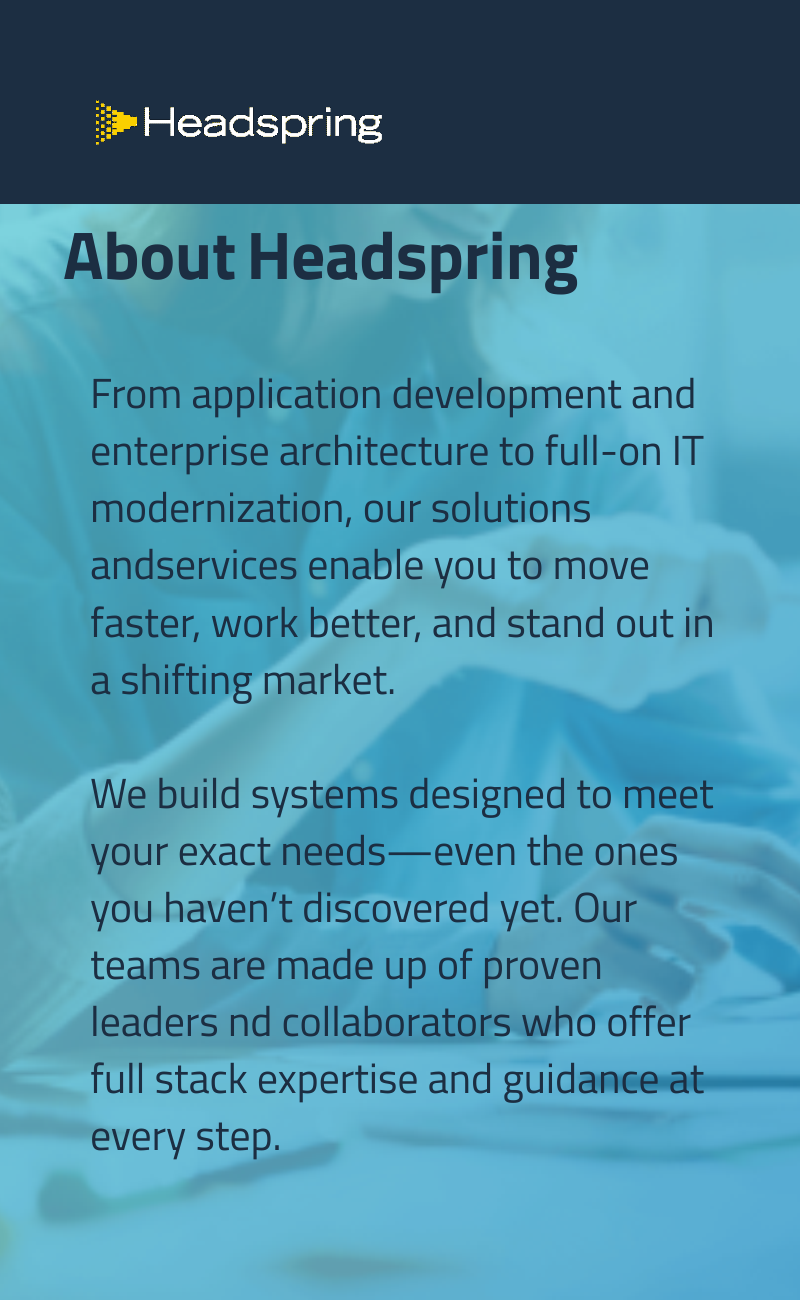 Headspring
About Headspring
From application development and
enterprise architecture to full-on IT
modernization, our solutions
andservices enable you to move
faster, work better, and stand out in
a shifting market.
We build systems designed to meet
your exact needs—even the ones
you haven’t discovered yet. Our
teams are made up of proven
leaders nd collaborators who offer
full stack expertise and guidance at
every step.